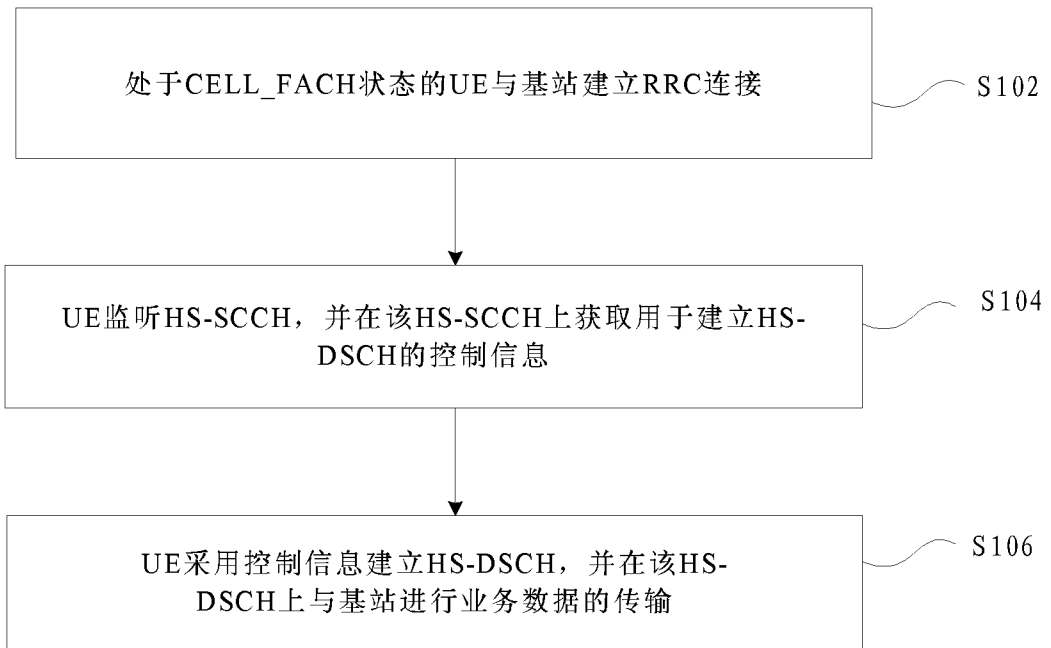 处于CELL_FACH状态的UE与基站建立RRC连接
S102
UE监听HS-SCCH，并在该HS-SCCH上获取用于建立HS-
DSCH的控制信息
S104
UE采用控制信息建立HS-DSCH，并在该HS-
DSCH上与基站进行业务数据的传输
S106